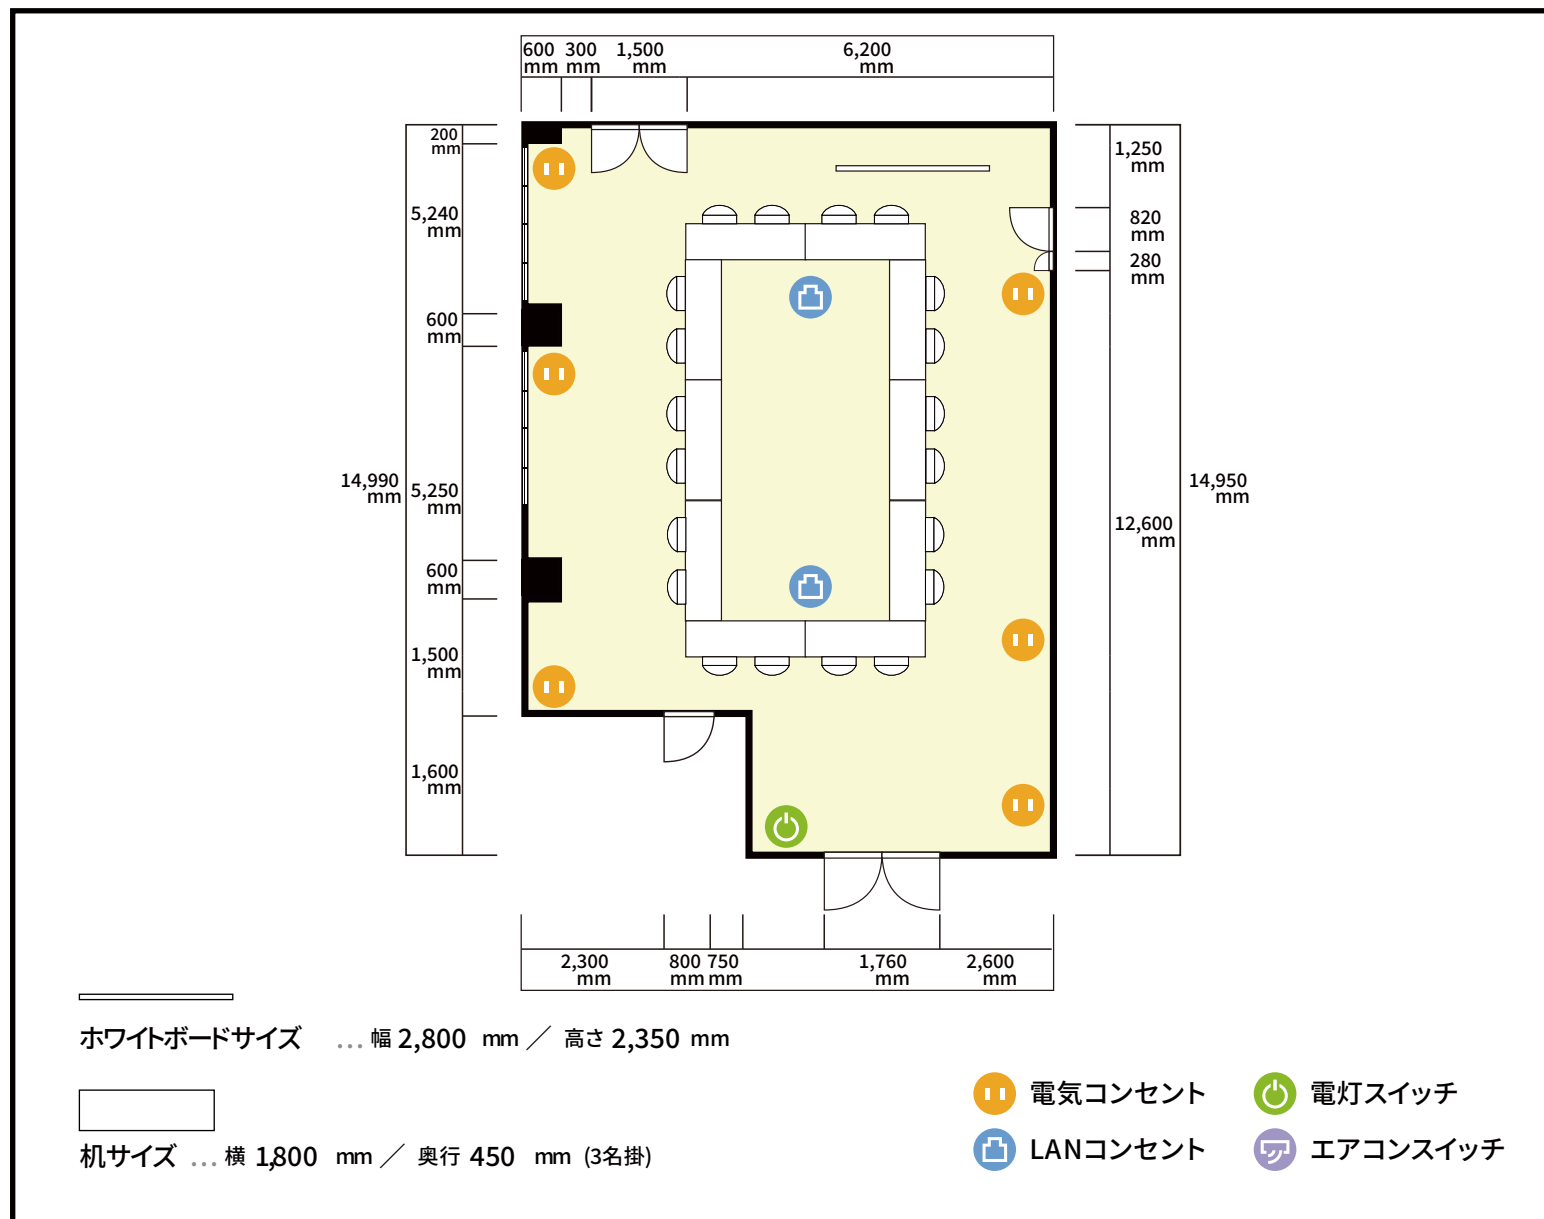 600 mm
300 mm
1,500 mm
6,200 mm
200 mm
5,240 mm
600 mm
14,990 mm
5,250 mm
600 mm
1,500 mm
1,600 mm
1,250 mm
820 mm
280 mm
14,950 mm
12,600 mm
2,300 mm
800 mm
750 mm
1,760 mm
2,600 mm
ホワイトボードサイズ … 幅 2,800 mm ／ 高さ 2,350 mm
机サイズ … 横 1,800 mm ／ 奥行 450 mm (3名掛)
電気コンセント
電灯スイッチ
LANコンセント
エアコンスイッチ